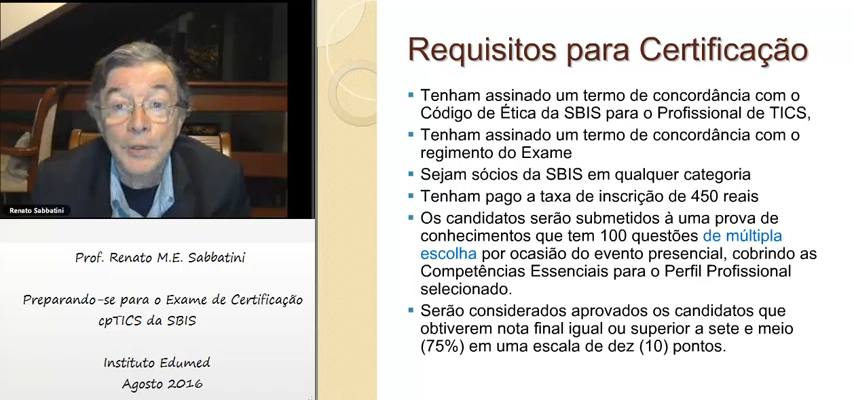 Renato Sabbatini
Prof. Renato M.E. Sabbatini
Preparando-se para o Exame de Certificação
cpTICS da SBIS
Instituto Edumed
Agosto 2016
Requisitos para Certificação
Tenham assinado um termo de concordância com o
Código de Ética da SBIS para o Profissional de TICS,
Tenham assinado um termo de concordância com o
regimento do Exame
Sejam sócios da SBIS em qualquer categoria
Tenham pago a taxa de inscrição de 450 reais
Os candidatos serão submetidos à uma prova de
conhecimentos que tem 100 questões de múltipla
escolha por ocasião do evento presencial, cobrindo as
Competências Essenciais para o Perfil Profissional
selecionado.
Serão considerados aprovados os candidatos que
obtiverem nota final igual ou superior a sete e meio
(75%) em uma escala de dez (10) pontos.